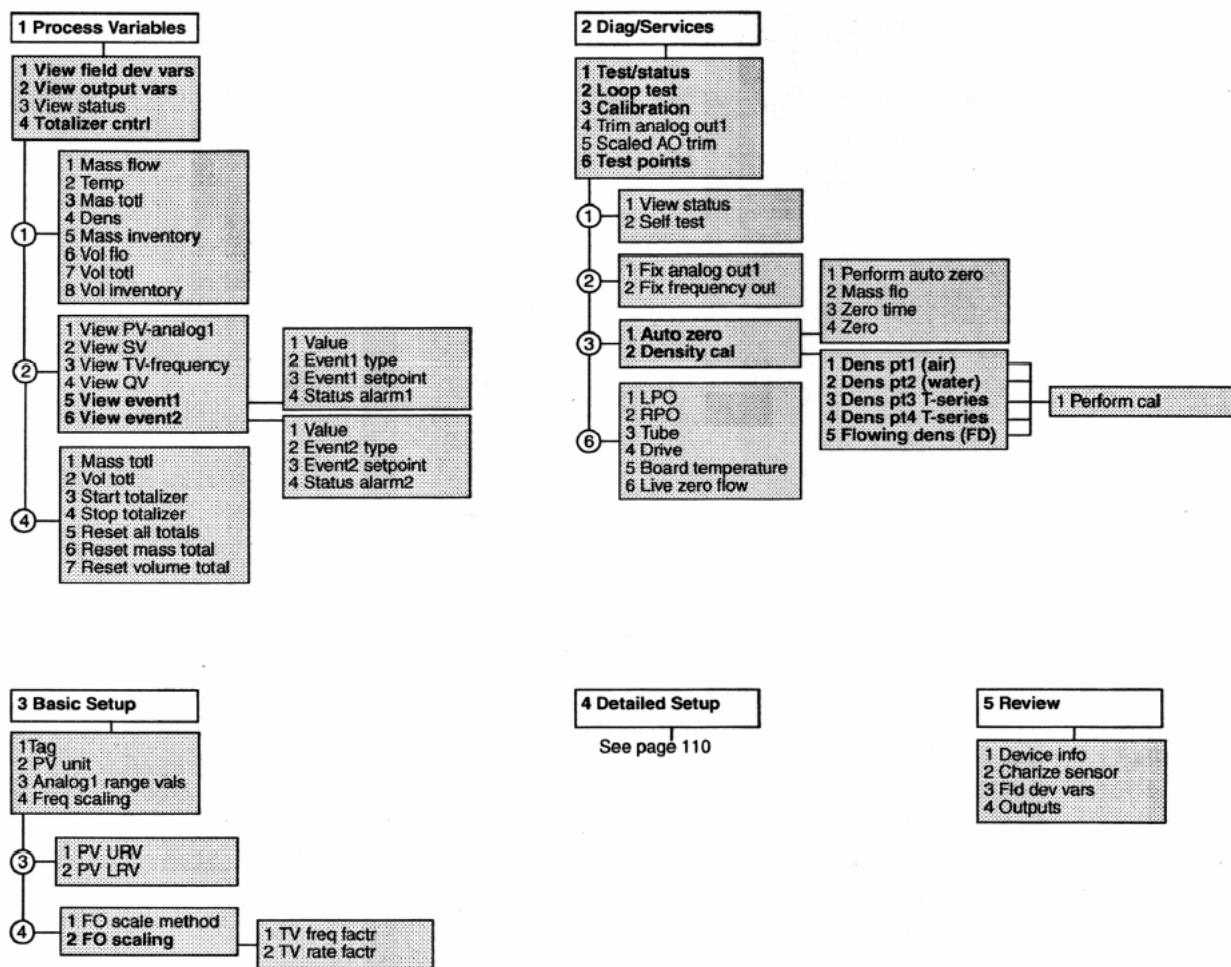 1 Process Variables
1 View field dev vars
2 View output vars
3 View status
4 Totalizer cntrl
1
1 Mass flow
2 Temp
3 Mas totl
4 Dens
5 Mass inventory
6 Vol flo
7 Vol totl
8 Vol inventory
2
1 View PV-analog1
2 View SV
3 View TV-frequency
4 View QV
5 View event1
6 View event2
1 Value
2 Event1 type
3 Event1 setpoint
4 Status alarm1
1 Value
2 Event2 type
3 Event2 setpoint
4 Status alarm2
4
1 Mass totl
2 Vol totl
3 Start totalizer
4 Stop totalizer
5 Reset all totals
6 Reset mass total
7 Reset volume total
2 Diag/Services
1 Test/status
2 Loop test
3 Calibration
4 Trim analog out1
5 Scaled AO trim
6 Test points
1
1 View status
2 Self test
2
1 Fix analog out1
2 Fix frequency out
3
1 Auto zero
2 Density cal
1 Perform auto zero
2 Mass flo
3 Zero time
4 Zero
1 Dens pt1 (air)
2 Dens pt2 (water)
3 Dens pt3 T-series
4 Dens pt4 T-series
5 Flowing dens (FD)
1 Perform cal
6
1 LPO
2 RPO
3 Tube
4 Drive
5 Board temperature
6 Live zero flow
3 Basic Setup
1Tag
2 PV unit
3 Analog1 range vals
4 Freq scaling
3
1 PV URV
2 PV LRV
4
1 FO scale method
2 FO scaling
1 TV freq factr
2 TV rate factr
4 Detailed Setup
See page 110
5 Review
1 Device info
2 Charize sensor
3 Fld dev vars
4 Outputs